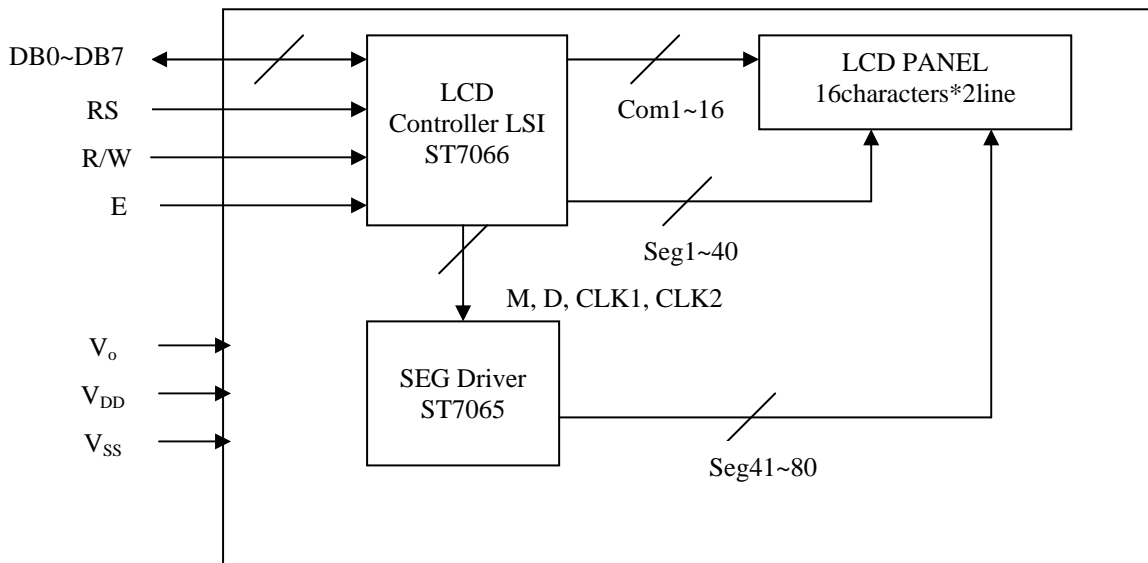 DB0~DB7
RS
R/W
E
LCD
Controller LSI
ST7066
Com1~16
LCD PANEL
16characters*2line
Seg1~40
M, D, CLK1, CLK2
Vo
VDD
VSS
SEG Driver
ST7065
Seg41~80